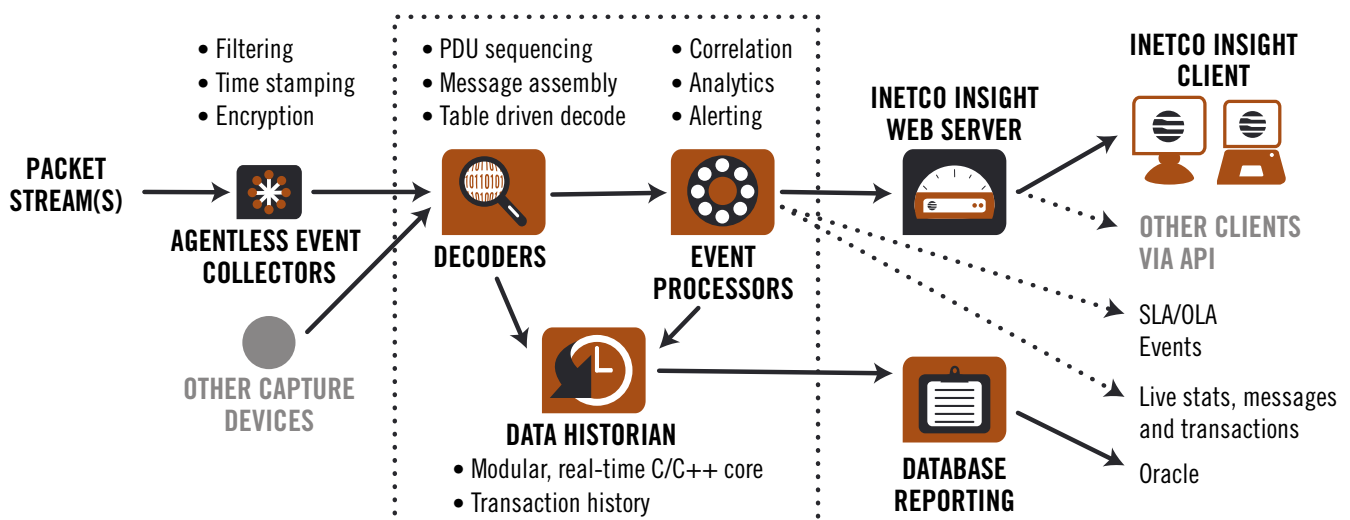 • Filtering
• Time stamping
• Encryption
• PDU sequencing
• Message assembly
• Table driven decode
• Correlation
• Analytics
• Alerting
PACKET
STREAM(S)
AGENTLESS EVENT
COLLECTORS
OTHER CAPTURE
DEVICES
DECODERS
EVENT
PROCESSORS
DATA HISTORIAN
• Modular, real-time C/C++ core
• Transaction history
INETCO INSIGHT
WEB SERVER
INETCO INSIGHT
CLIENT
OTHER CLIENTS
VIA API
SLA/OLA
Events
Live stats, messages
and transactions
DATABASE
REPORTING
Oracle